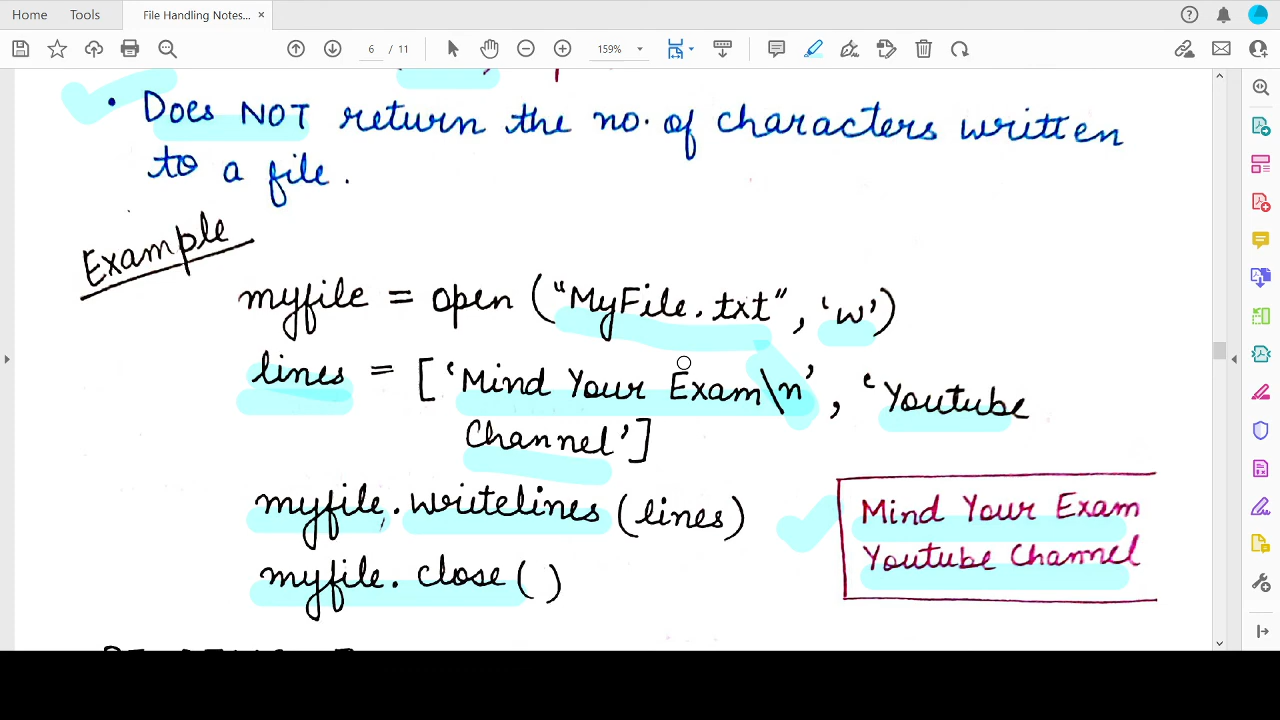 Home Tools File Handling Notes... ×
6 / 11 159%
• Does NOT return the no. of characters written
to a file.
Example
myfile = open ("MyFile.txt", 'w')
lines = ['Mind Your Exam\n', 'Youtube
Channel']
myfile.writelines (lines)
myfile.close()
Mind Your Exam
Youtube Channel